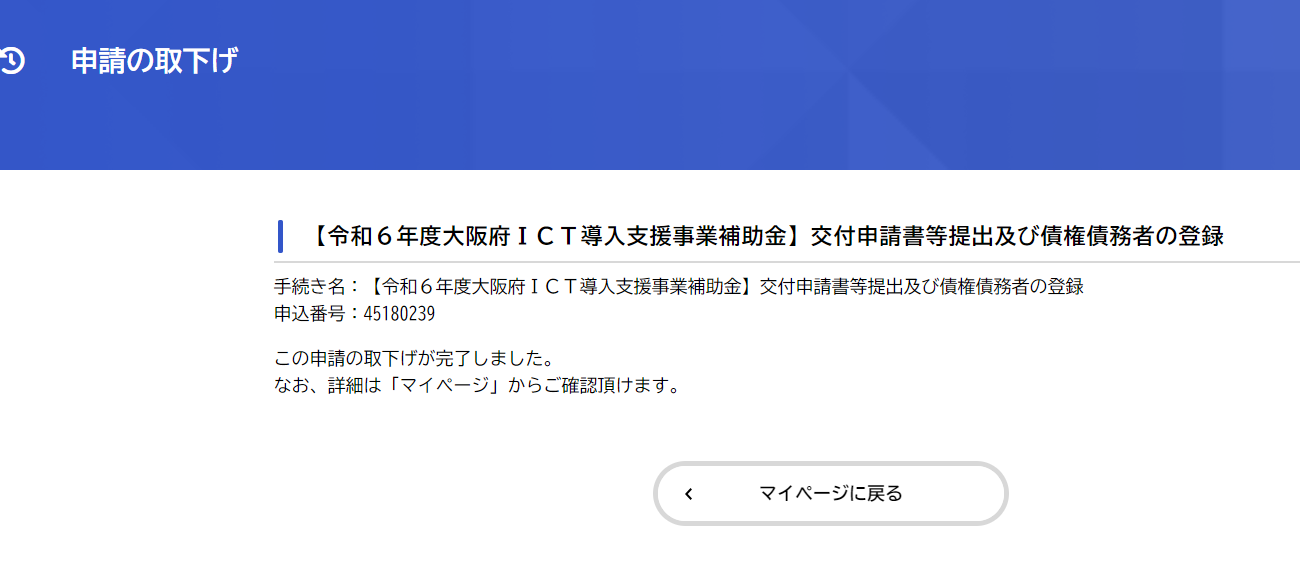 申請の取下げ
【令和６年度大阪府ＩＣＴ導入支援事業補助金】交付申請書等提出及び債権債務者の登録
手続き名：【令和６年度大阪府ＩＣＴ導入支援事業補助金】交付申請書等提出及び債権債務者の登録
申込番号：45180239
この申請の取下げが完了しました。
なお、詳細は「マイページ」からご確認頂けます。
マイページに戻る